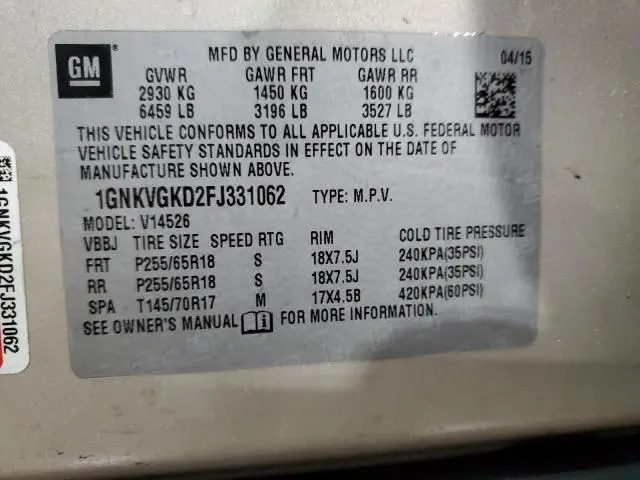 GM
MFD BY GENERAL MOTORS LLC
04/15
GVWR GAWR FRT GAWR RR
2930 KG 1450 KG 1600 KG
6459 LB 3196 LB 3527 LB
THIS VEHICLE CONFORMS TO ALL APPLICABLE U.S. FEDERAL MOTOR
VEHICLE SAFETY STANDARDS IN EFFECT ON THE DATE OF
MANUFACTURE SHOWN ABOVE.
1GNKVGKD2FJ331062 TYPE: M.P.V.
MODEL: V14526
VBBJ TIRE SIZE SPEED RTG RIM COLD TIRE PRESSURE
FRT P255/65R18 S 18X7.5J 240KPA(35PSI)
RR P255/65R18 S 18X7.5J 240KPA(35PSI)
SPA T145/70R17 M 17X4.5B 420KPA(60PSI)
SEE OWNER'S MANUAL FOR MORE INFORMATION.
1GNKVGKD2FJ331062